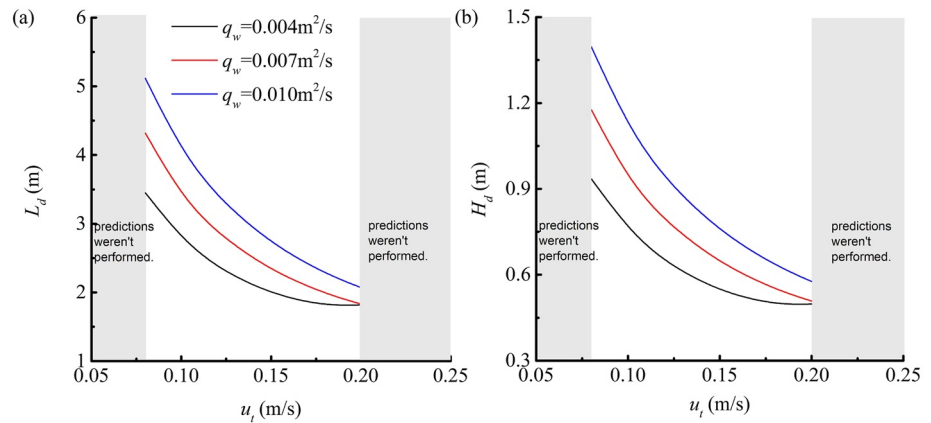 (a)
6
5
4
3
2
1
L_d (m)
q_w=0.004m²/s
q_w=0.007m²/s
q_w=0.010m²/s
predictions
weren't
performed.
predictions
weren't
performed.
0.05
0.10
0.15
0.20
0.25
u_t (m/s)
(b)
1.5
1.2
0.9
0.6
0.3
H_d (m)
predictions
weren't
performed.
predictions
weren't
performed.
0.05
0.10
0.15
0.20
0.25
u_t (m/s)